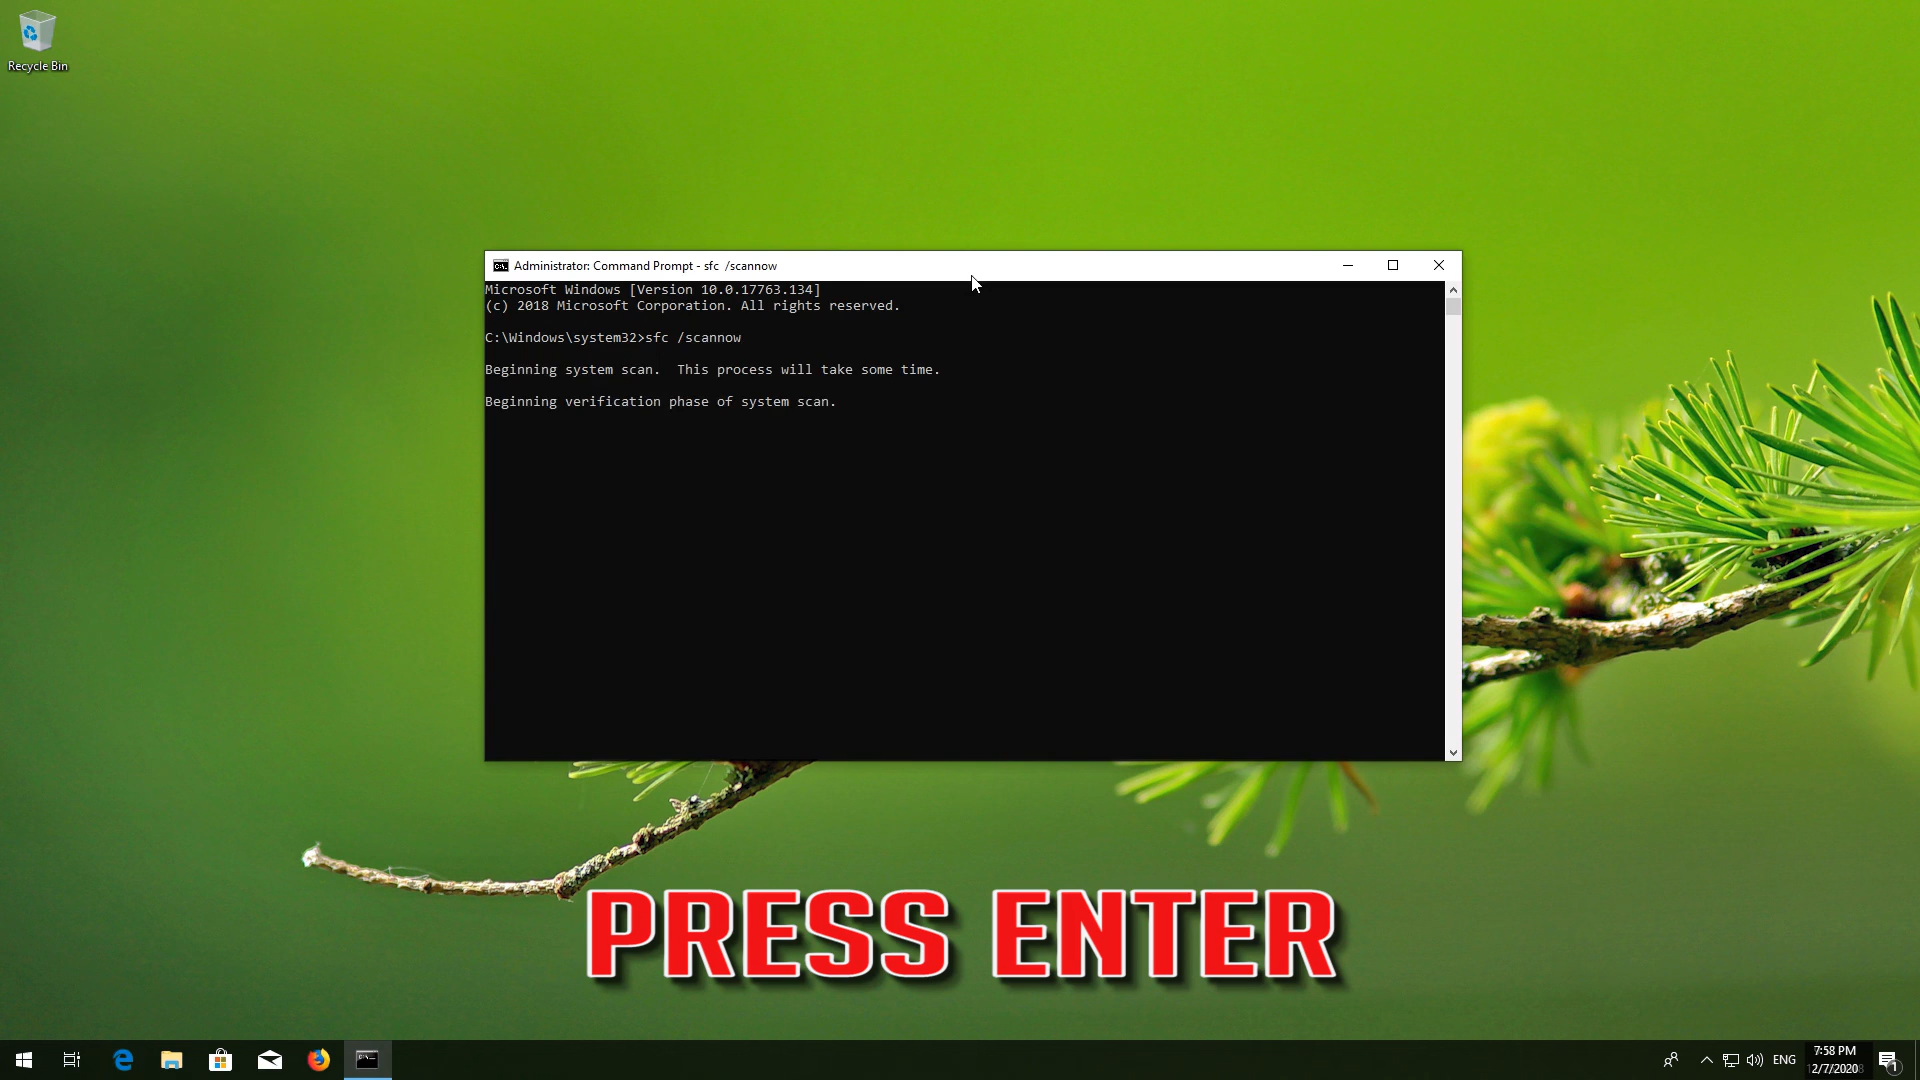 Recycle Bin
Administrator: Command Prompt - sfc  /scannow
Microsoft Windows [Version 10.0.17763.134]
(c) 2018 Microsoft Corporation. All rights reserved.
C:\Windows\system32>sfc /scannow
Beginning system scan.  This process will take some time.
Beginning verification phase of system scan.
PRESS ENTER
ENG
7:58 PM
12/7/2020
1